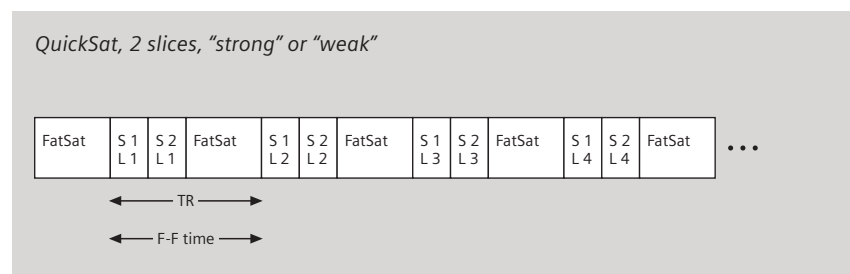 QuickSat, 2 slices, “strong” or “weak”
FatSat S 1 S 2 FatSat S 1 S 2 FatSat S 1 S 2 FatSat S 1 S 2 FatSat
L 1 L 1 L 2 L 2 L 3 L 3 L 4 L 4
• • •
TR
F-F time